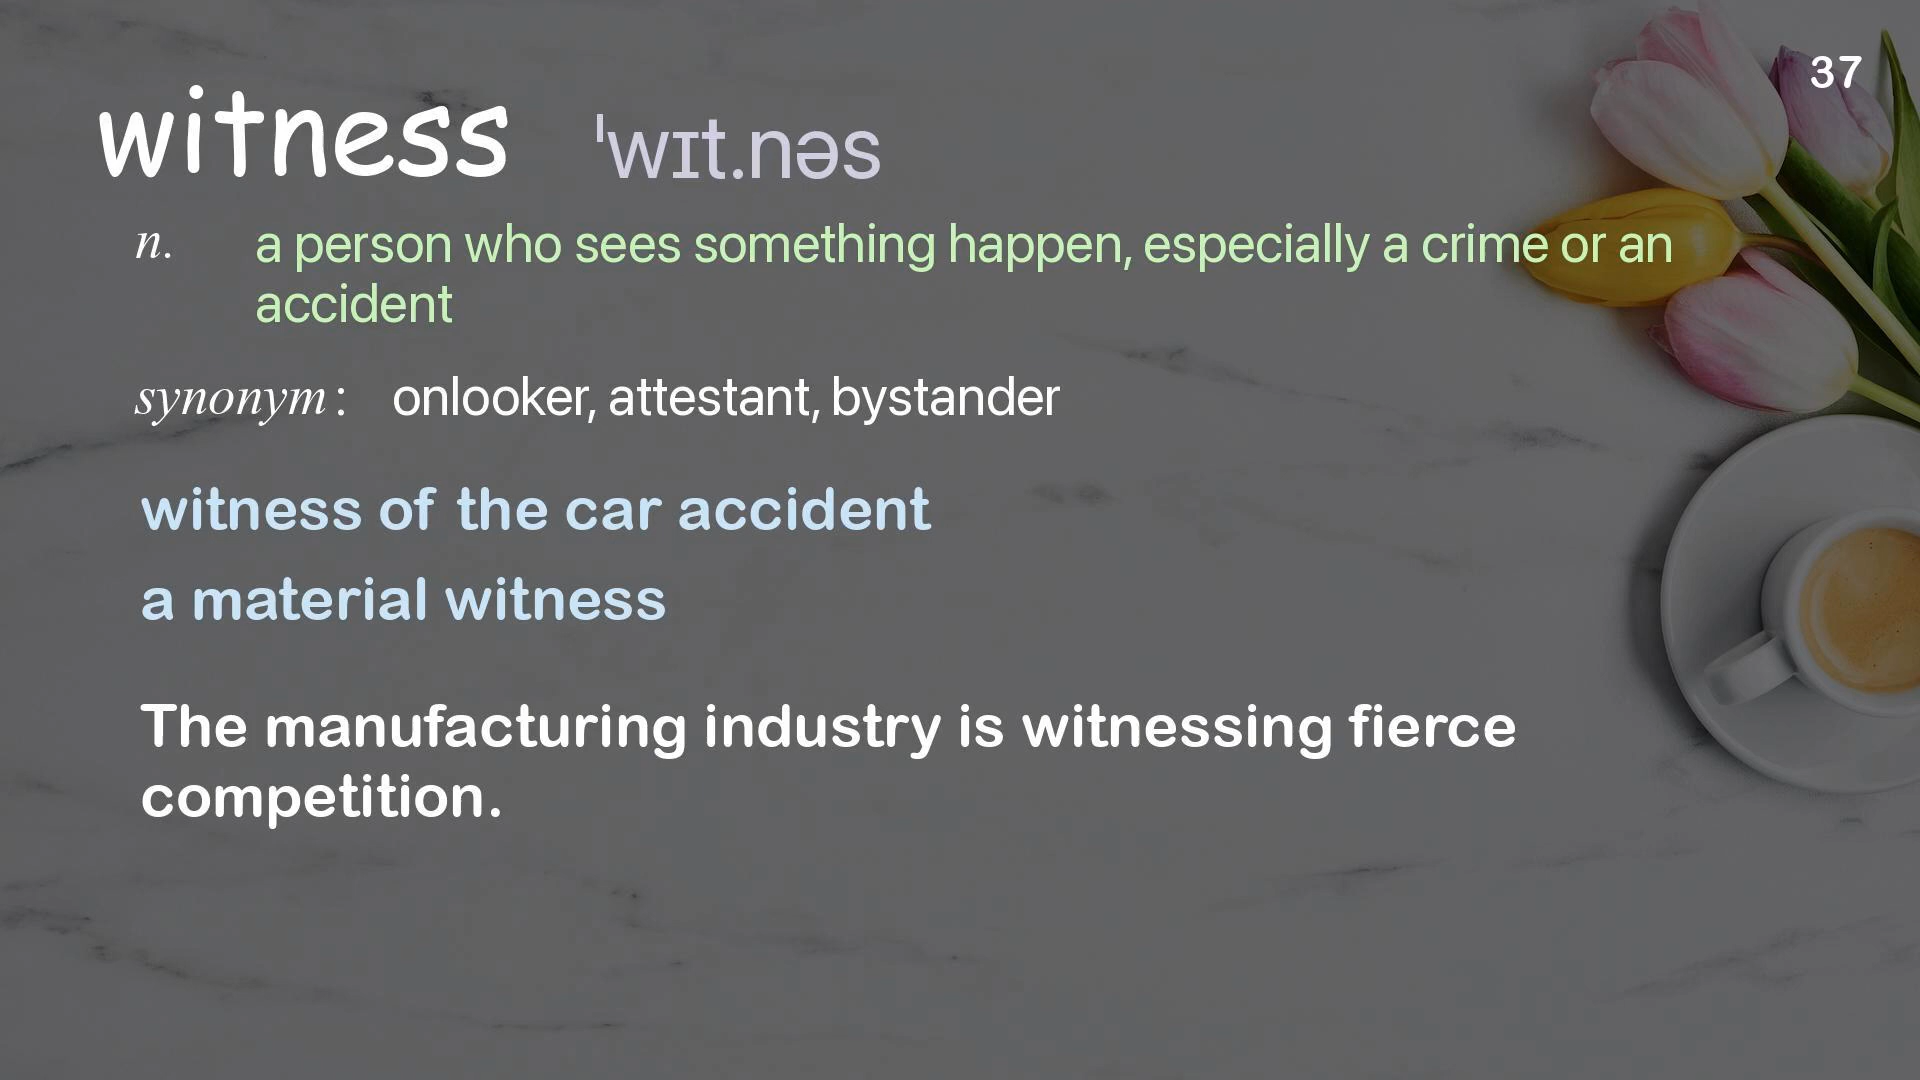 37
witness ˈwɪt.nəs
n. a person who sees something happen, especially a crime or an
accident
synonym : onlooker, attestant, bystander
witness of the car accident
a material witness
The manufacturing industry is witnessing fierce
competition.